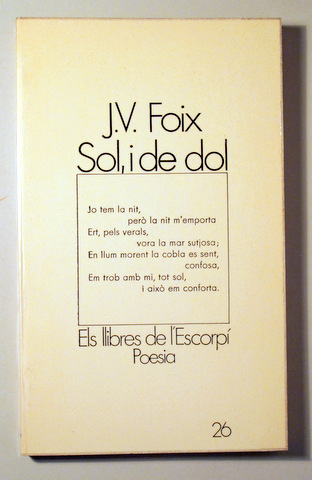 J.V. Foix
Sol, i de dol
Jo tem la nit,
però la nit m'emporta
Ert, pels verals,
vora la mar sutjosa;
En llum morent la cobla es sent,
confosa,
Em trob amb mi, tot sol,
i això em conforta.
Els llibres de l'Escorpí
Poesia
26